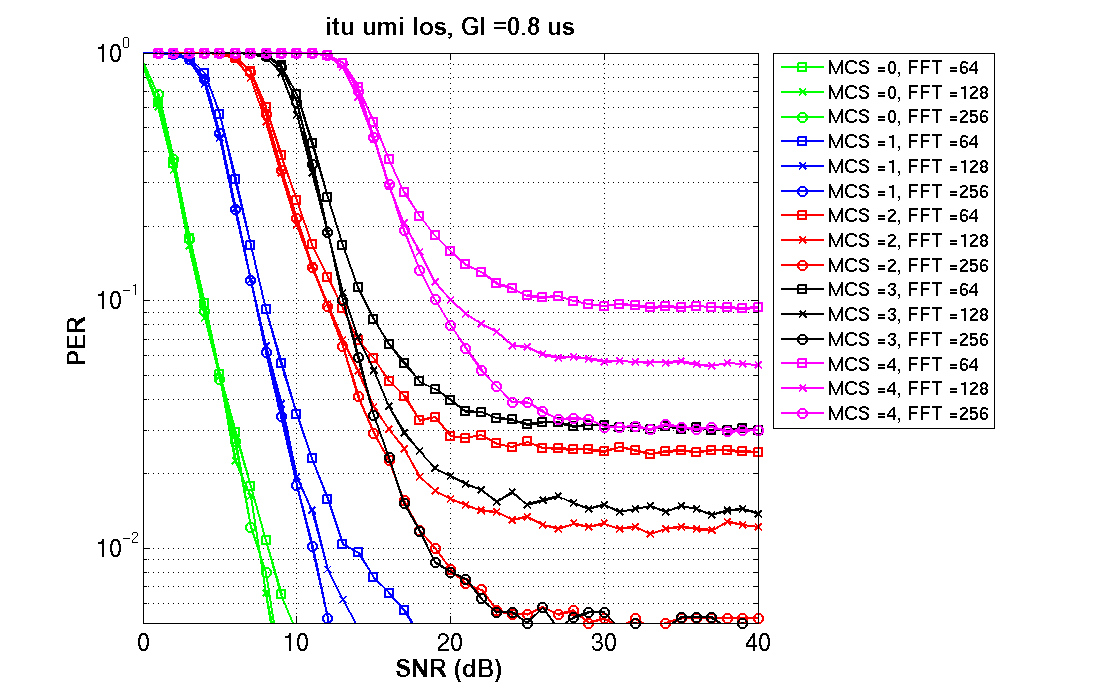 itu umi los, GI =0.8 us
10^0
10^-1
10^-2
PER
0
10
20
30
40
SNR (dB)
MCS =0, FFT =64
MCS =0, FFT =128
MCS =0, FFT =256
MCS =1, FFT =64
MCS =1, FFT =128
MCS =1, FFT =256
MCS =2, FFT =64
MCS =2, FFT =128
MCS =2, FFT =256
MCS =3, FFT =64
MCS =3, FFT =128
MCS =3, FFT =256
MCS =4, FFT =64
MCS =4, FFT =128
MCS =4, FFT =256